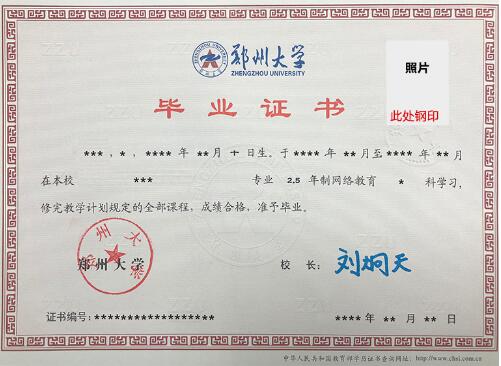 郑州大学
ZHENGZHOU UNIVERSITY
照片
此处钢印
毕业证书
***，*，**** 年 ** 月 * 日生。于 **** 年 ** 月至 **** 年 ** 月
在本校 *** 专业 2.5 年制网络教育 * 科学习，
修完教学计划规定的全部课程，成绩合格，准予毕业。
郑州大学
郑州大学
校 长：刘炯天
证书编号：******************
**** 年 ** 月 ** 日
中华人民共和国教育部学历证书查询网址：http://www.chsi.com.cn